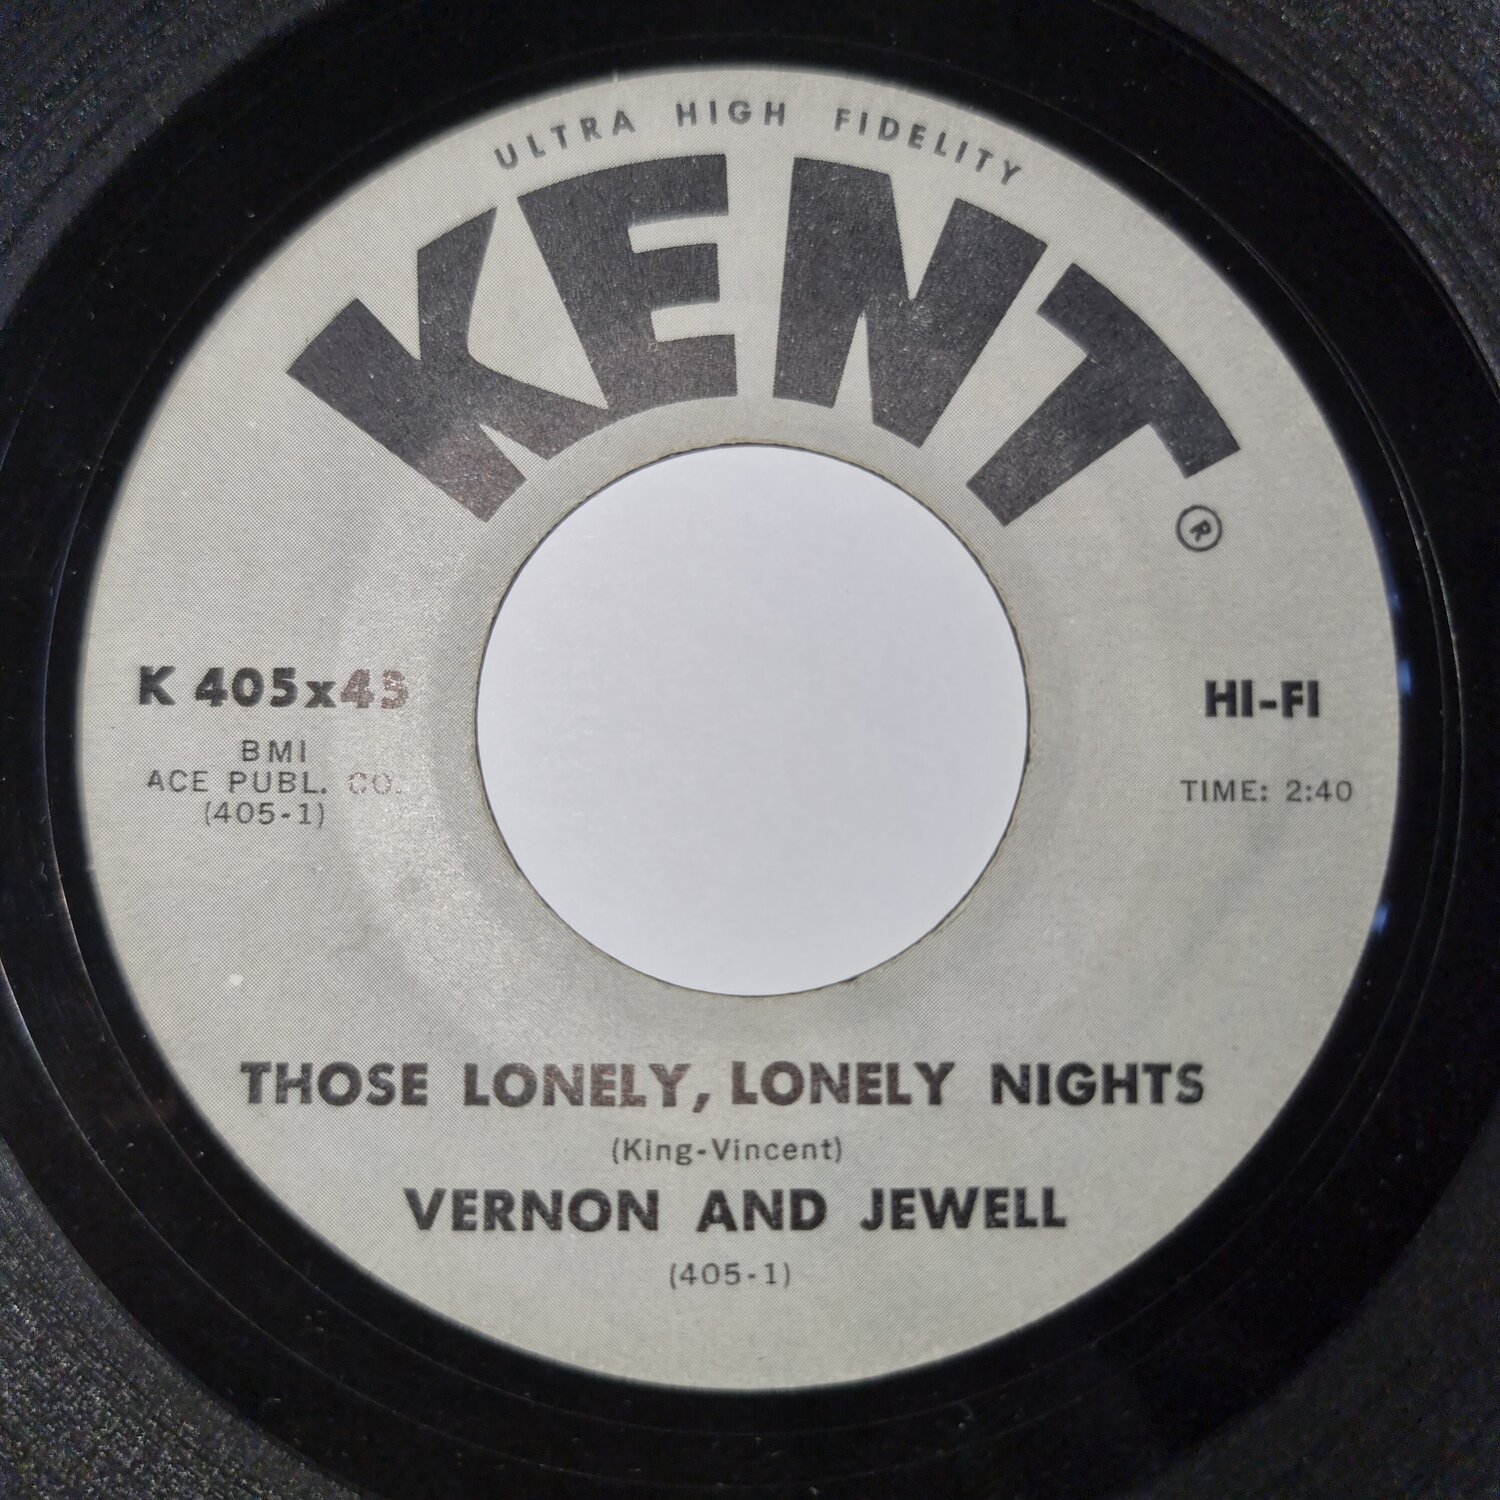 ULTRA HIGH FIDELITY
KENT
®
K 405x45
BMI
ACE PUBL. CO.
(405-1)
HI-FI
TIME: 2:40
THOSE LONELY, LONELY NIGHTS
(King-Vincent)
VERNON AND JEWELL
(405-1)